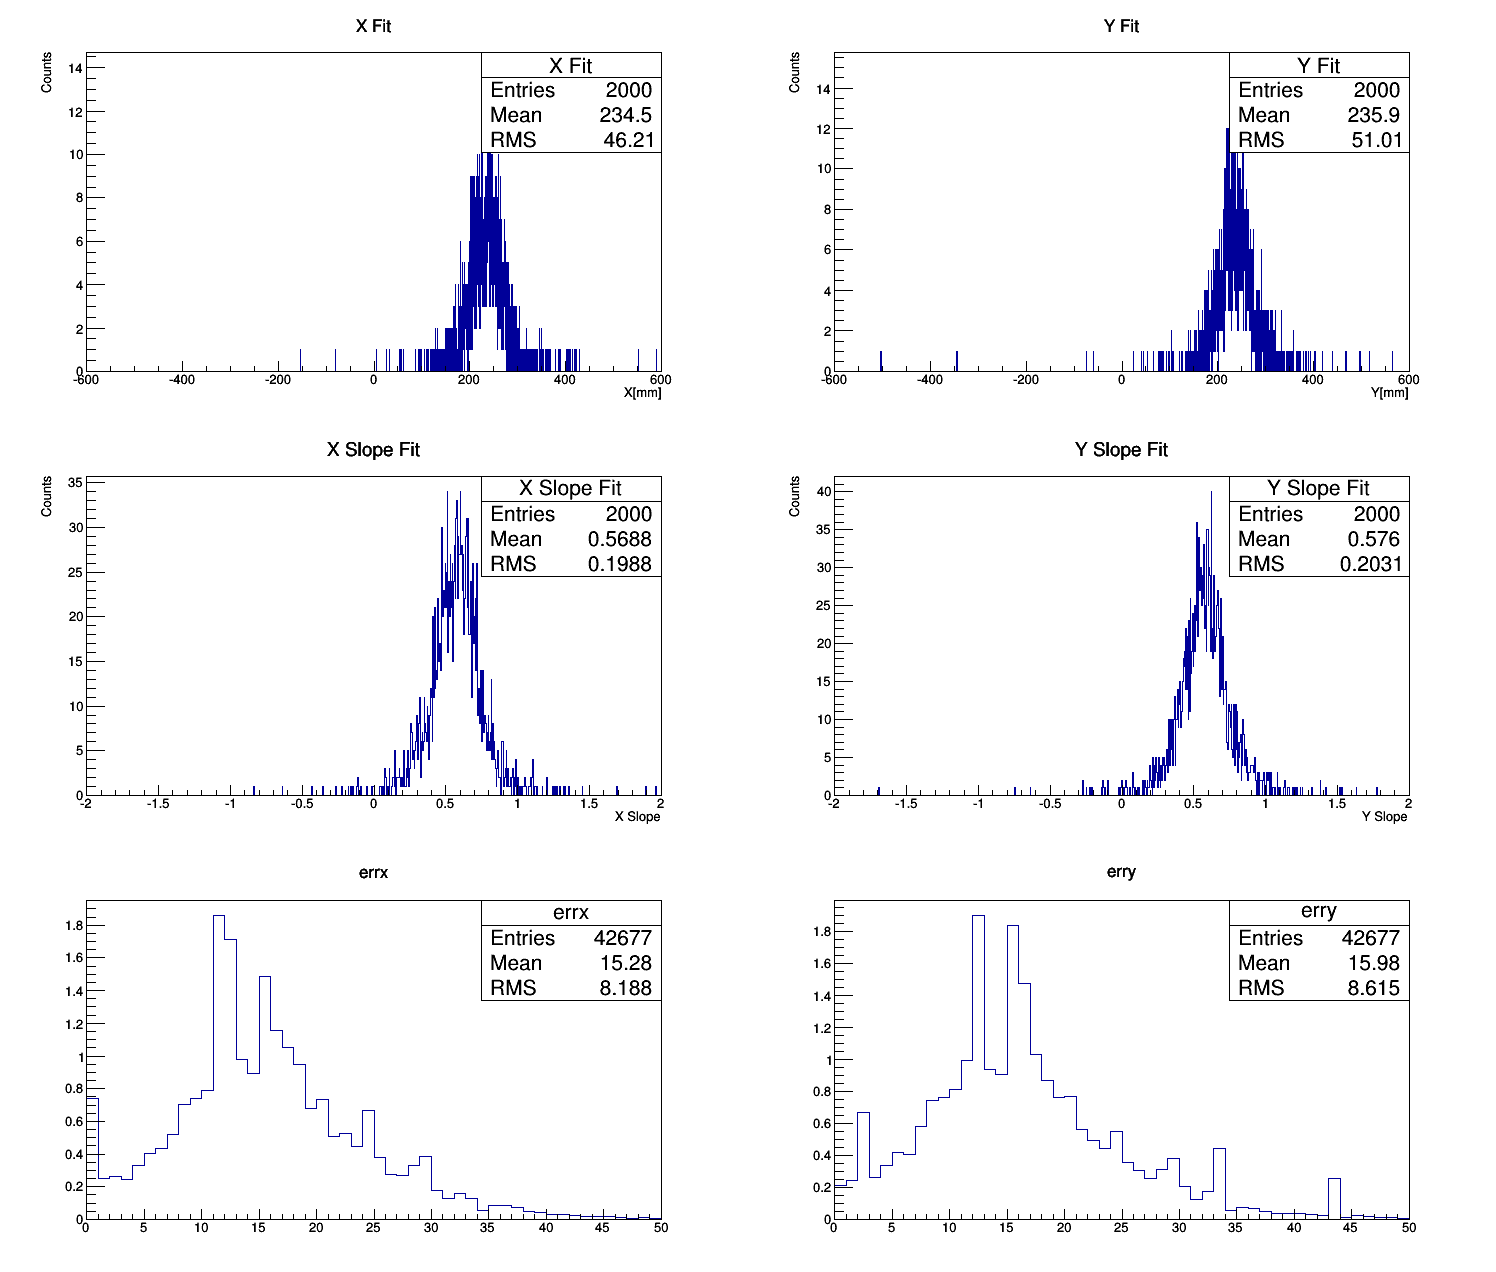 X Fit
Counts
X Fit
Entries 2000
Mean 234.5
RMS 46.21
14
12
10
8
6
4
2
0
-600 -400 -200 0 200 400 600
X[mm]
Y Fit
Counts
Y Fit
Entries 2000
Mean 235.9
RMS 51.01
14
12
10
8
6
4
2
0
-600 -400 -200 0 200 400 600
Y[mm]
X Slope Fit
Counts
X Slope Fit
Entries 2000
Mean 0.5688
RMS 0.1988
35
30
25
20
15
10
5
0
-2 -1.5 -1 -0.5 0 0.5 1 1.5 2
X Slope
Y Slope Fit
Counts
Y Slope Fit
Entries 2000
Mean 0.576
RMS 0.2031
40
35
30
25
20
15
10
5
0
-2 -1.5 -1 -0.5 0 0.5 1 1.5 2
Y Slope
errx
errx
Entries 42677
Mean 15.28
RMS 8.188
1.8
1.6
1.4
1.2
1
0.8
0.6
0.4
0.2
0
0 5 10 15 20 25 30 35 40 45 50
erry
erry
Entries 42677
Mean 15.98
RMS 8.615
1.8
1.6
1.4
1.2
1
0.8
0.6
0.4
0.2
0
0 5 10 15 20 25 30 35 40 45 50